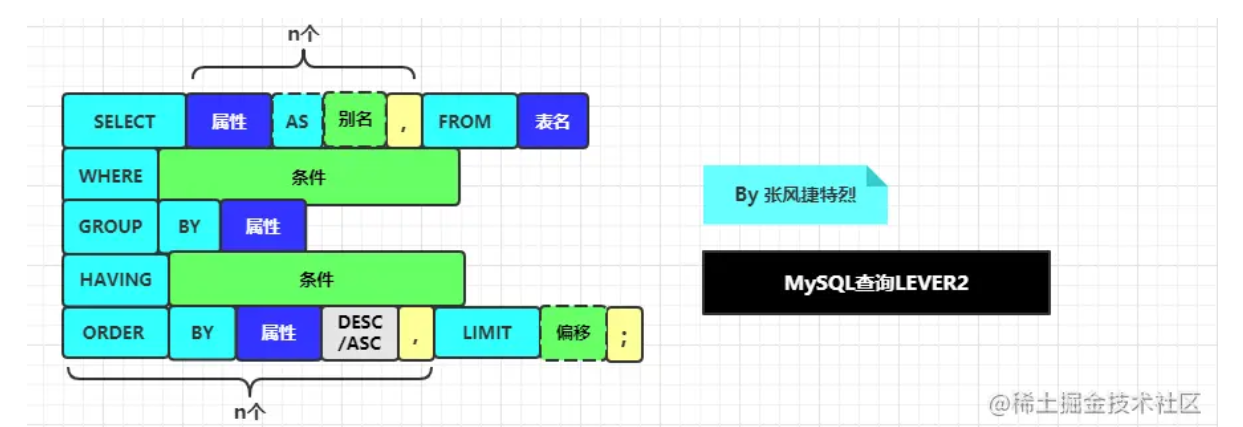 n个
SELECT 属性 AS 别名 , FROM 表名
WHERE 条件
GROUP BY 属性
HAVING 条件
ORDER BY 属性 DESC /ASC , LIMIT 偏移 ;
n个
By 张风捷特烈
MySQL查询LEVER2
@稀土掘金技术社区